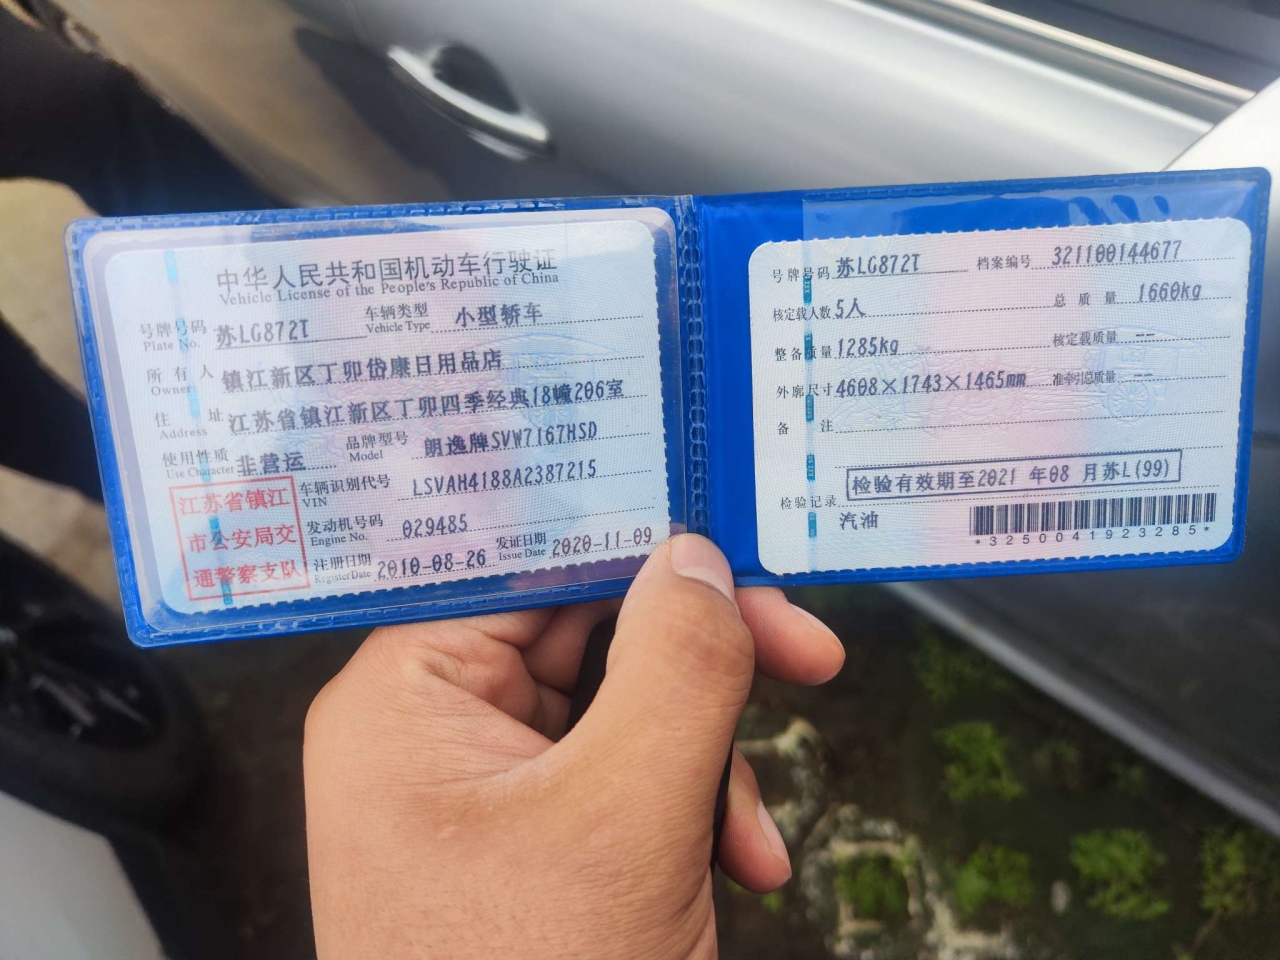 中华人民共和国机动车行驶证
Vehicle License of the People's Republic of China
号牌号码 Plate No. 苏LG872T 车辆类型 Vehicle Type 小型轿车
所有人 Owner 镇江新区丁卯岱康日用品店
住址 Address 江苏省镇江新区丁卯四季经典18幢206室
使用性质 Use Character 非营运 品牌型号 Model 朗逸牌SVW7167HSD
江苏省镇江
市公安局交
通警察支队
车辆识别代号 VIN LSVAH4188A2387215
发动机号码 Engine No. 029485
注册日期 Register Date 2010-08-26 发证日期 Issue Date 2020-11-09
号牌号码 苏LG872T 档案编号 321100144677
核定载人数 5人 总质量 1660kg
整备质量 1285kg 核定载质量 --
外廓尺寸 4608×1743×1465mm 准牵引总质量 --
备注
检验有效期至2021 年08 月苏L(99)
检验记录
汽油
*3250041923285*